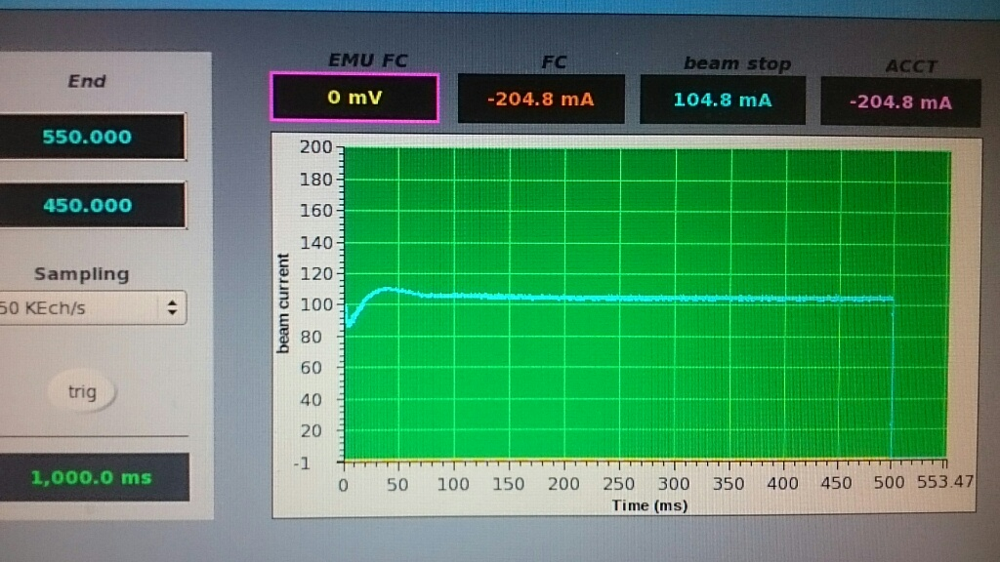 End
550.000
450.000
Sampling
50 KEch/s
trig
1,000.0 ms
EMU FC
FC
beam stop
ACCT
0 mV
-204.8 mA
104.8 mA
-204.8 mA
beam current
200
180
160
140
120
100
80
60
40
20
-1
0 50 100 150 200 250 300 350 400 450 500 553.47
Time (ms)